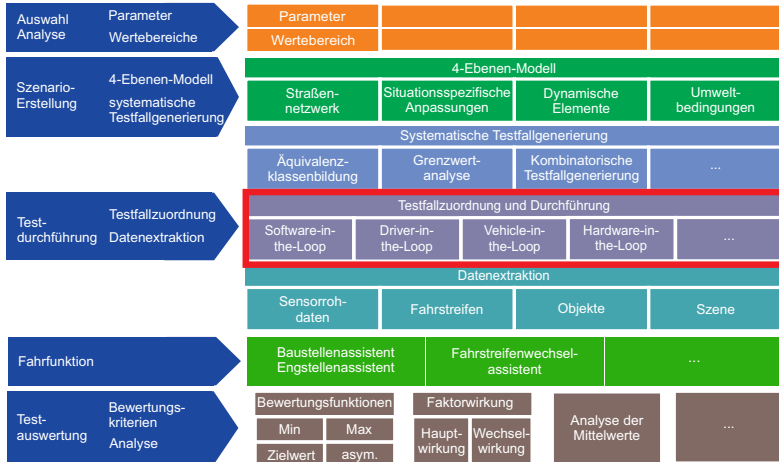 Auswahl
Analyse
Parameter
Wertebereiche
Parameter
Wertebereich
Szenario-
Erstellung
4-Ebenen-Modell
systematische
Testfallgenerierung
4-Ebenen-Modell
Straßen-
netzwerk
Situationsspezifische
Anpassungen
Dynamische
Elemente
Umwelt-
bedingungen
Systematische Testfallgenerierung
Äquivalenz-
klassenbildung
Grenzwert-
analyse
Kombinatorische
Testfallgenerierung
...
Test-
durchführung
Testfallzuordnung
Datenextraktion
Testfallzuordnung und Durchführung
Software-in-
the-Loop
Driver-in-
the-Loop
Vehicle-in-
the-Loop
Hardware-in-
the-Loop
...
Datenextraktion
Sensorroh-
daten
Fahrstreifen
Objekte
Szene
Fahrfunktion
Baustellenassistent
Engstellenassistent
Fahrstreifenwechsel-
assistent
...
Test-
auswertung
Bewertungs-
kriterien
Analyse
Bewertungsfunktionen
Min
Max
Zielwert
asym.
Faktorwirkung
Haupt-
wirkung
Wechsel-
wirkung
Analyse der
Mittelwerte
...